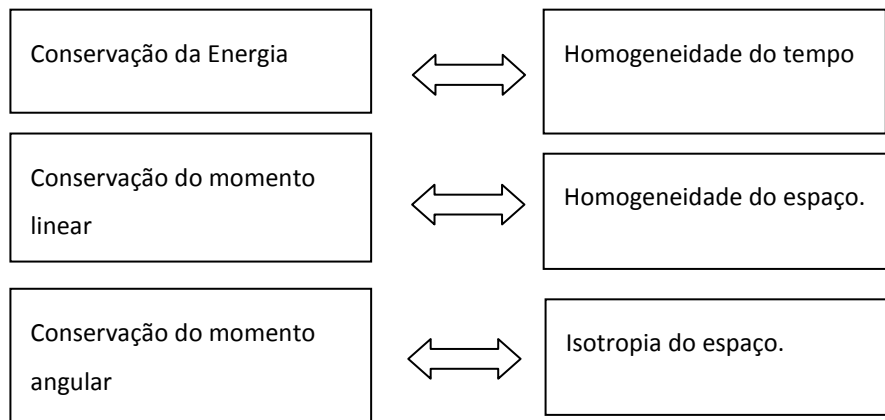 Conservação da Energia
Homogeneidade do tempo
Conservação do momento
linear
Homogeneidade do espaço.
Conservação do momento
angular
Isotropia do espaço.